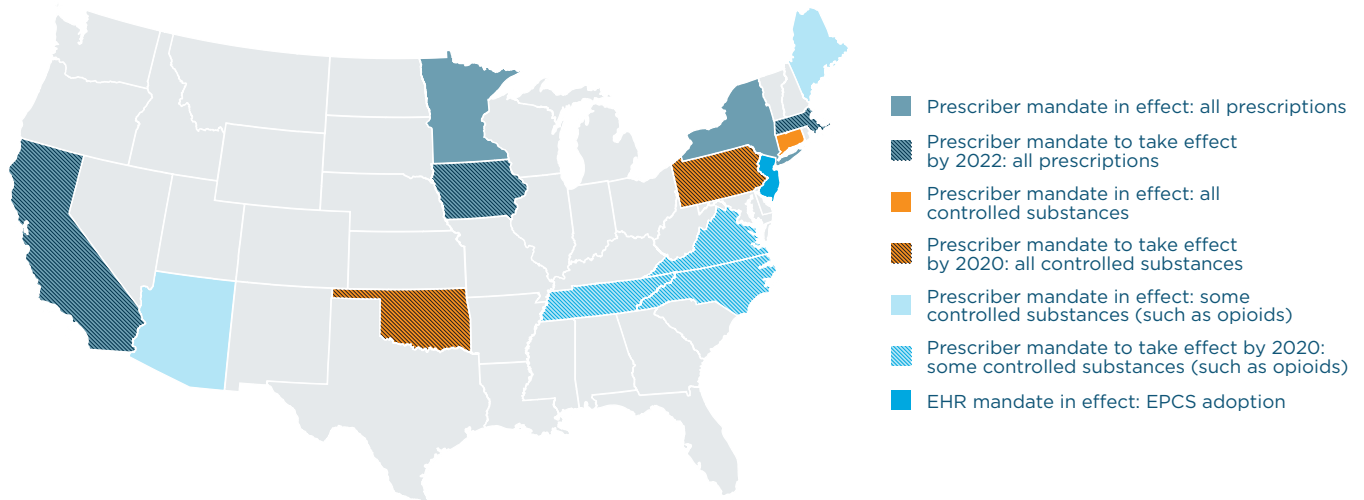 Prescriber mandate in effect: all prescriptions
Prescriber mandate to take effect
by 2022: all prescriptions
Prescriber mandate in effect: all
controlled substances
Prescriber mandate to take effect
by 2020: all controlled substances
Prescriber mandate in effect: some
controlled substances (such as opioids)
Prescriber mandate to take effect by 2020:
some controlled substances (such as opioids)
EHR mandate in effect: EPCS adoption